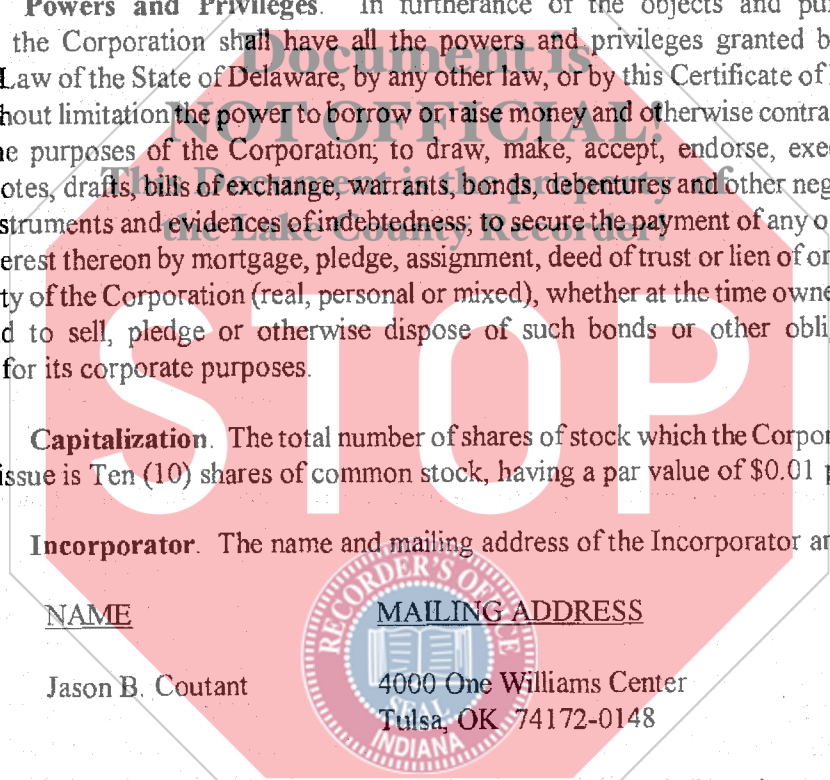 Powers and Privileges. In furtherance of the objects and pu
the Corporation shall have all the powers and privileges granted b
Law of the State of Delaware, by any other law, or by this Certificate of
hout limitation the power to borrow or raise money and otherwise contra
e purposes of the Corporation; to draw, make, accept, endorse, exe
otes, drafts, bills of exchange, warrants, bonds, debentures and other neg
struments and evidences of indebtedness; to secure the payment of any o
erest thereon by mortgage, pledge, assignment, deed of trust or lien of or
ty of the Corporation (real, personal or mixed), whether at the time owne
d to sell, pledge or otherwise dispose of such bonds or other obli
for its corporate purposes.
Capitalization. The total number of shares of stock which the Corpor
issue is Ten (10) shares of common stock, having a par value of $0.01 p
Incorporator. The name and mailing address of the Incorporator ar
NAME MAILING ADDRESS
Jason B. Coutant 4000 One Williams Center
Tulsa, OK 74172-0148
Document is
NOT OFFICIAL!
This Document is the property of
the Lake County Recorder!
STOP
RECORDER'S OFFICE
SEAL
INDIANA